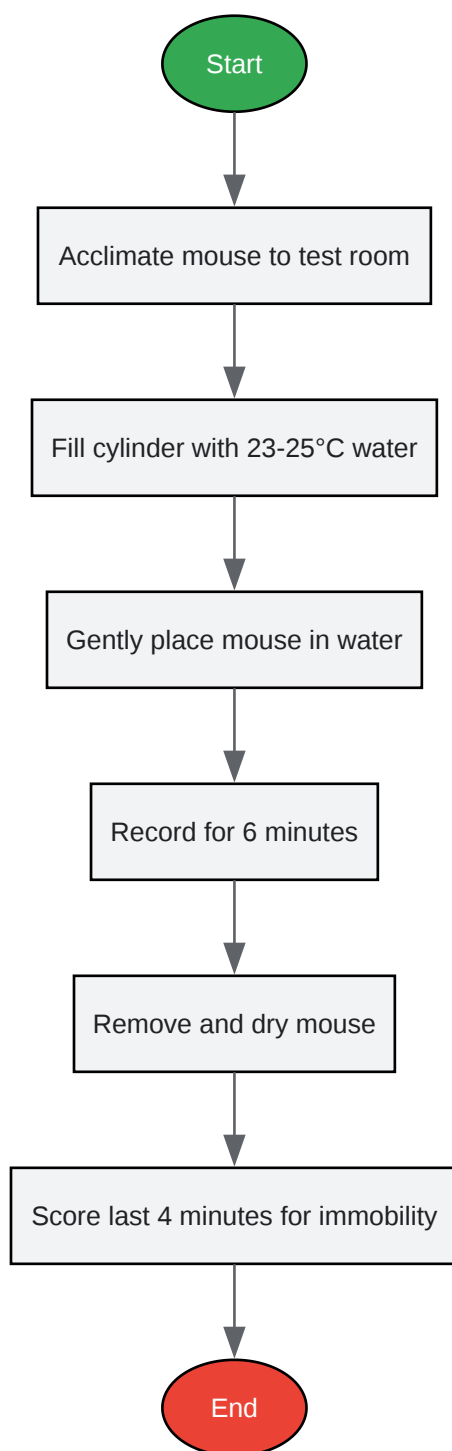 Start
Acclimate mouse to test room
Fill cylinder with 23-25°C water
Gently place mouse in water
Record for 6 minutes
Remove and dry mouse
Score last 4 minutes for immobility
End